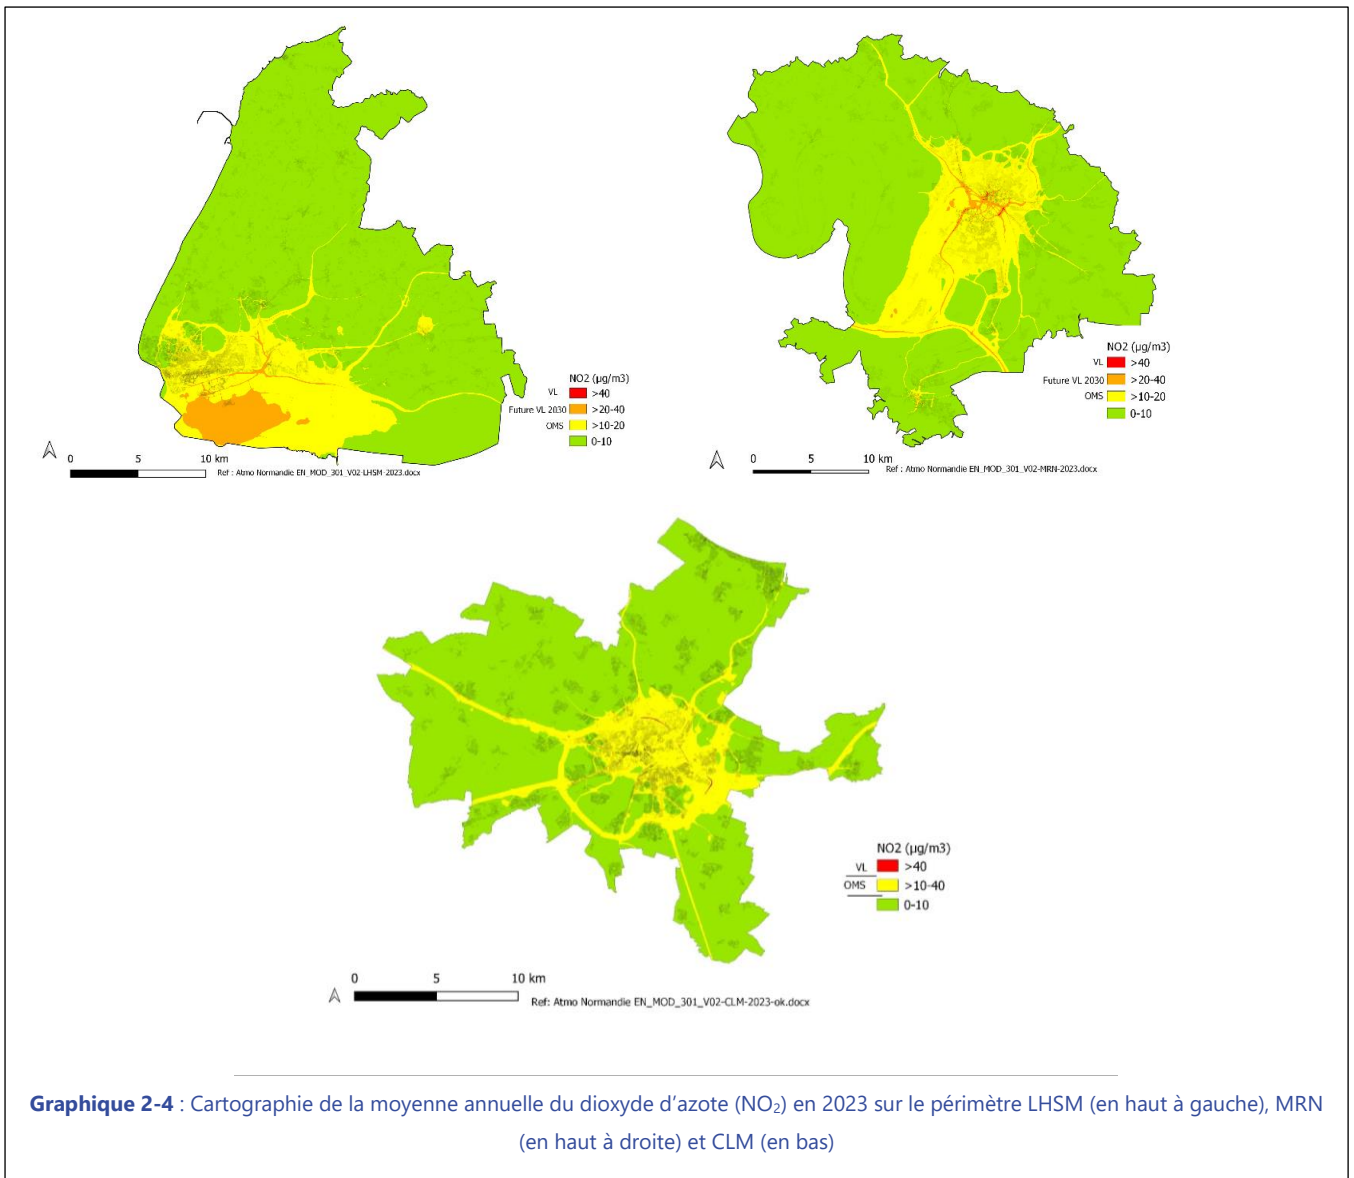 NO2 (µg/m3)
VL >40
Future VL 2030 >20-40
OMS >10-20
0-10
0 5 10 km
Ref : Atmo Normandie EN_MOD_301_V02-LHSM-2023.docx
NO2 (µg/m3)
VL >40
Future VL 2030 >20-40
OMS >10-20
0-10
0 5 10 km
Ref : Atmo Normandie EN_MOD_301_V02-MRN-2023.docx
NO2 (µg/m3)
VL >40
OMS >10-40
0-10
0 5 10 km
Ref: Atmo Normandie EN_MOD_301_V02-CLM-2023-ok.docx
Graphique 2-4 : Cartographie de la moyenne annuelle du dioxyde d’azote (NO₂) en 2023 sur le périmètre LHSM (en haut à gauche), MRN
(en haut à droite) et CLM (en bas)